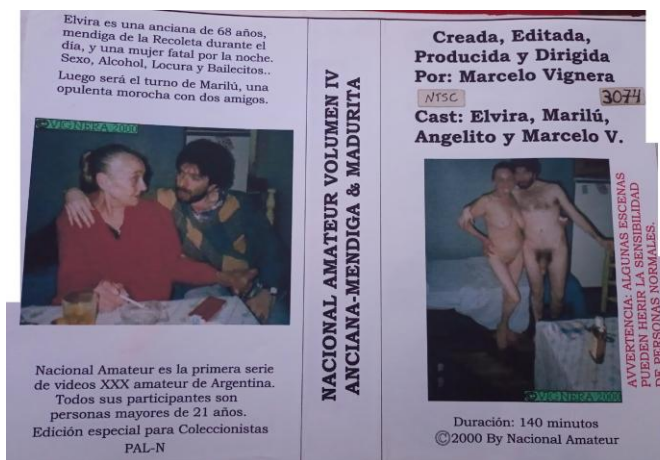 Elvira es una anciana de 68 años,
mendiga de la Recoleta durante el
día, y una mujer fatal por la noche.
Sexo, Alcohol, Locura y Bailecitos..
Luego será el turno de Marilú, una
opulenta morocha con dos amigos.
©VIGNERA 2000
Nacional Amateur es la primera serie
de videos XXX amateur de Argentina.
Todos sus participantes son
personas mayores de 21 años.
Edición especial para Coleccionistas
PAL-N
NACIONAL AMATEUR VOLUMEN IV
ANCIANA-MENDIGA & MADURITA
Creada, Editada,
Producida y Dirigida
Por: Marcelo Vignera
NTSC
3074
Cast: Elvira, Marilú,
Angelito y Marcelo V.
©VIGNERA 2000
AVVERTENCIA: ALGUNAS ESCENAS
PUEDEN HERIR LA SENSIBILIDAD
DE PERSONAS NORMALES.
Duración: 140 minutos
©2000 By Nacional Amateur